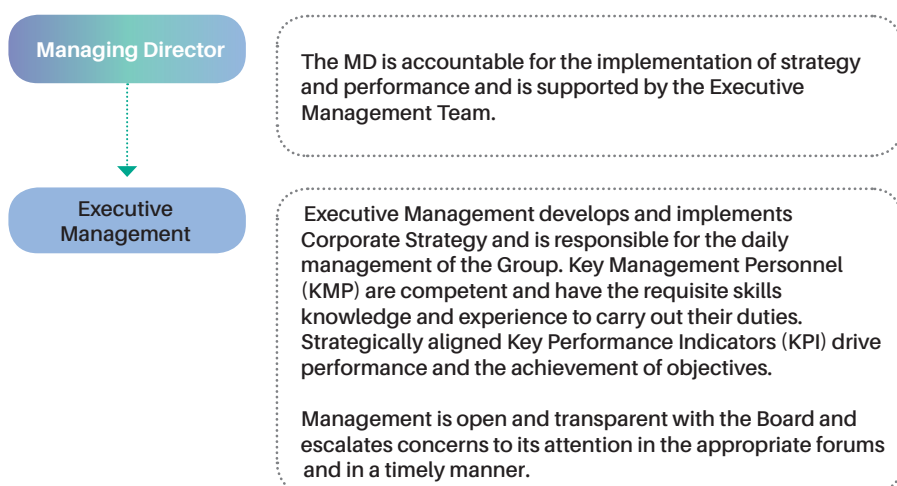 Managing Director
The MD is accountable for the implementation of strategy
and performance and is supported by the Executive
Management Team.
Executive
Management
Executive Management develops and implements
Corporate Strategy and is responsible for the daily
management of the Group. Key Management Personnel
(KMP) are competent and have the requisite skills
knowledge and experience to carry out their duties.
Strategically aligned Key Performance Indicators (KPI) drive
performance and the achievement of objectives.
Management is open and transparent with the Board and
escalates concerns to its attention in the appropriate forums
and in a timely manner.